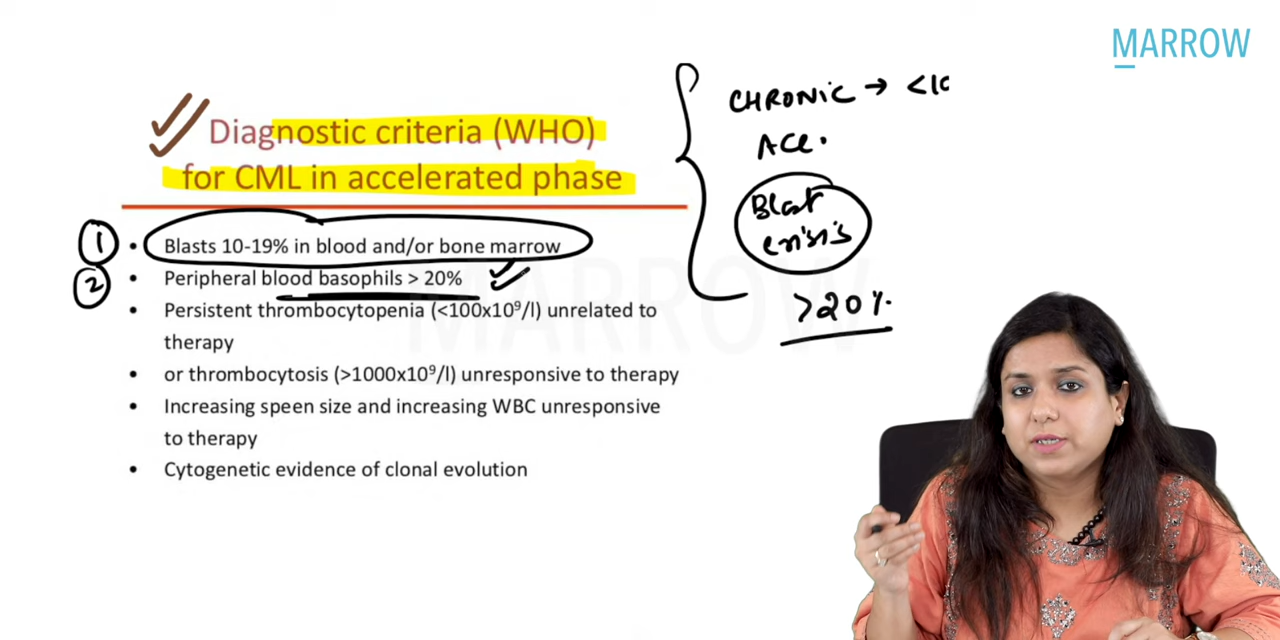 MARROW
Diagnostic criteria (WHO)
for CML in accelerated phase
1 • Blasts 10-19% in blood and/or bone marrow
2 • Peripheral blood basophils > 20%
• Persistent thrombocytopenia (<100x10⁹/l) unrelated to
therapy
• or thrombocytosis (>1000x10⁹/l) unresponsive to therapy
• Increasing speen size and increasing WBC unresponsive
to therapy
• Cytogenetic evidence of clonal evolution
CHRONIC → <10
Acc.
Blast
crisis
>20%
MARROW